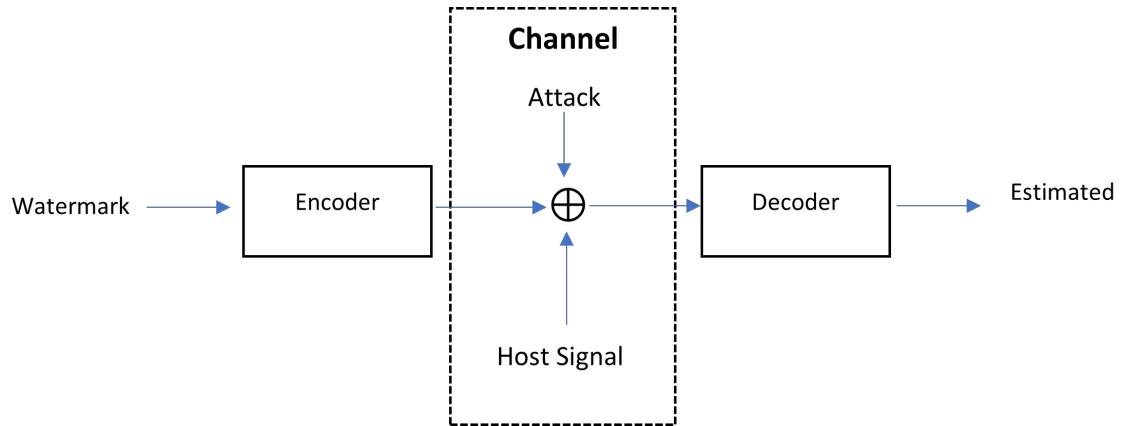 Channel
Attack
Watermark
Encoder
Decoder
Estimated
Host Signal